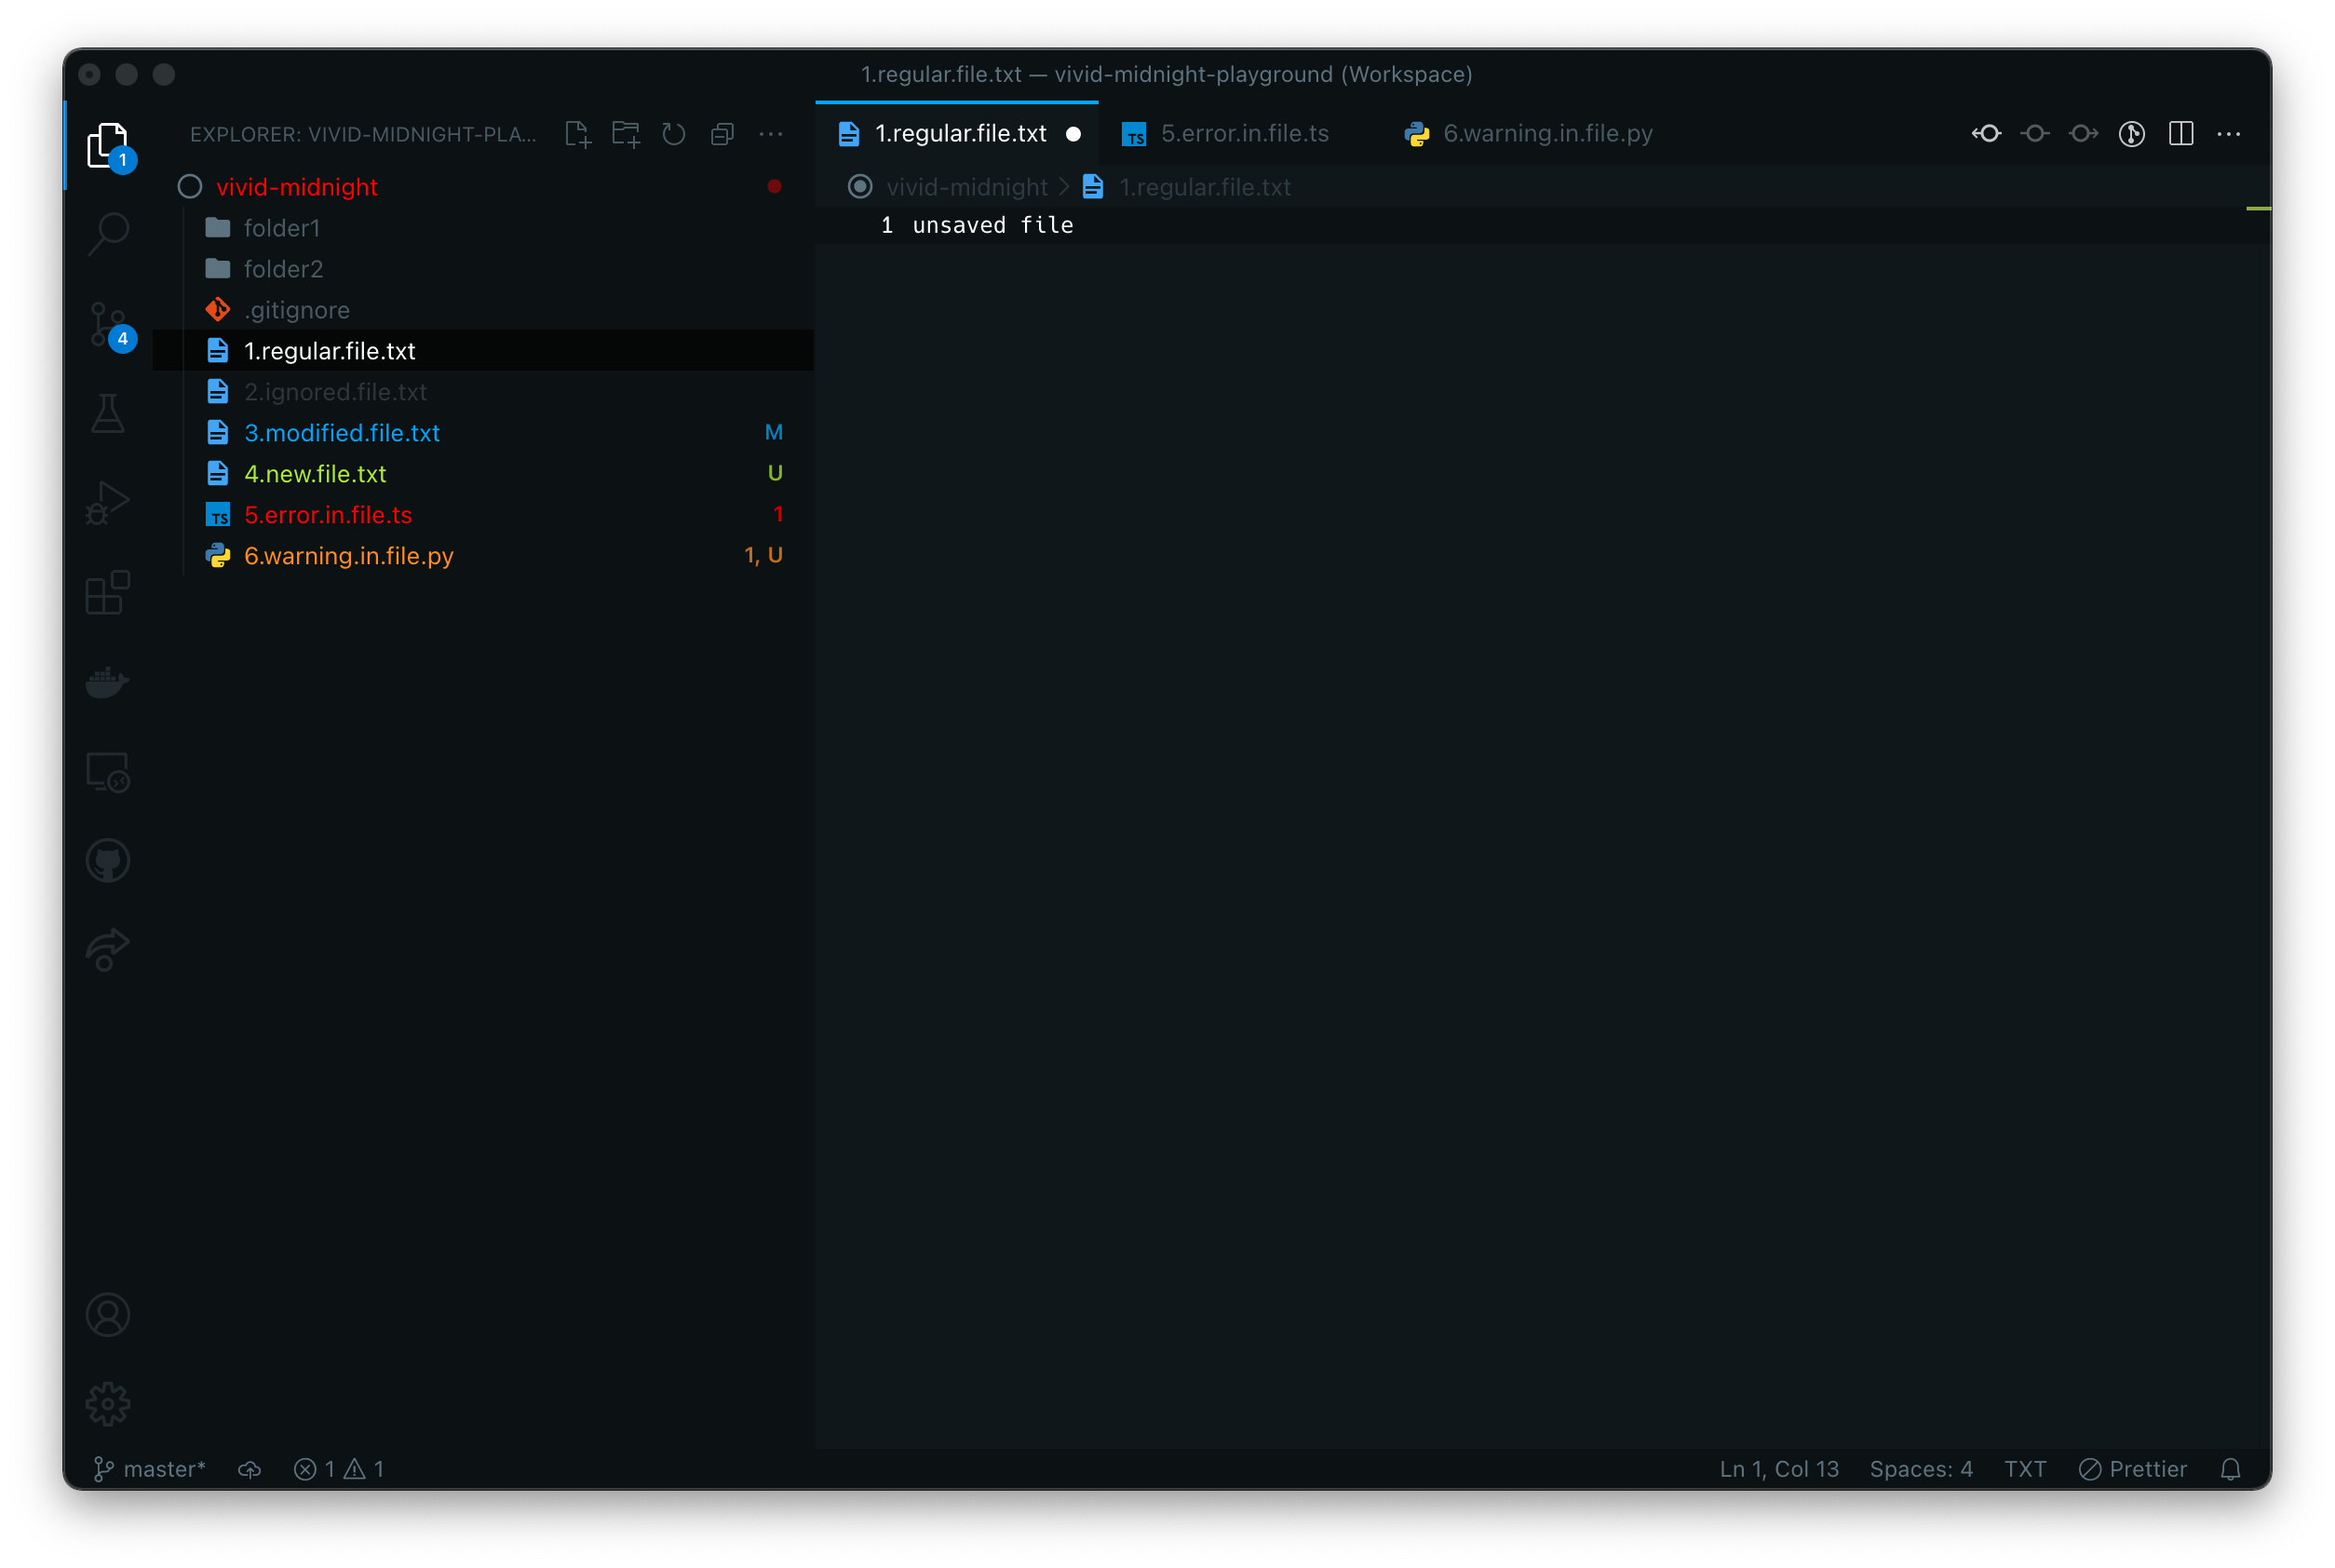 1.regular.file.txt — vivid-midnight-playground (Workspace)
EXPLORER: VIVID-MIDNIGHT-PLA...
1
4
vivid-midnight
folder1
folder2
.gitignore
1.regular.file.txt
2.ignored.file.txt
3.modified.file.txt M
4.new.file.txt U
TS 5.error.in.file.ts 1
6.warning.in.file.py 1, U
1.regular.file.txt TS 5.error.in.file.ts 6.warning.in.file.py
vivid-midnight > 1.regular.file.txt
1 unsaved file
master* 1 1 Ln 1, Col 13 Spaces: 4 TXT Prettier